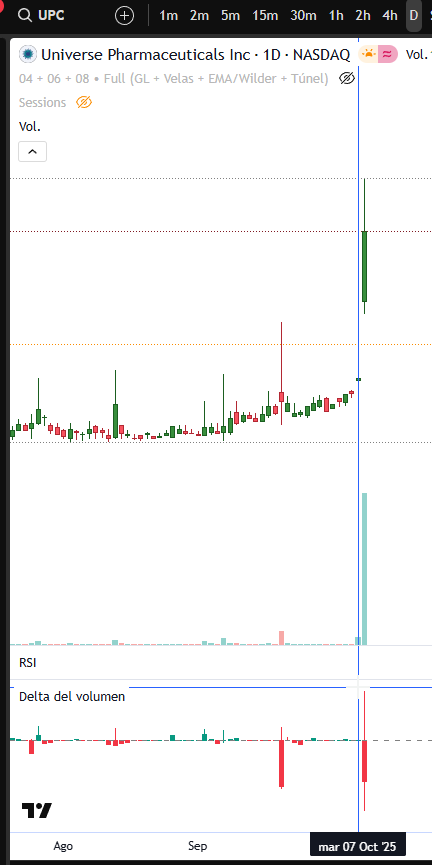 UPC 1m 2m 5m 15m 30m 1h 2h 4h D
Universe Pharmaceuticals Inc · 1D · NASDAQ Vol.
04 + 06 + 08 • Full (GL + Velas + EMA/Wilder + Túnel)
Sessions
Vol.
RSI
Delta del volumen
Ago Sep mar 07 Oct '25